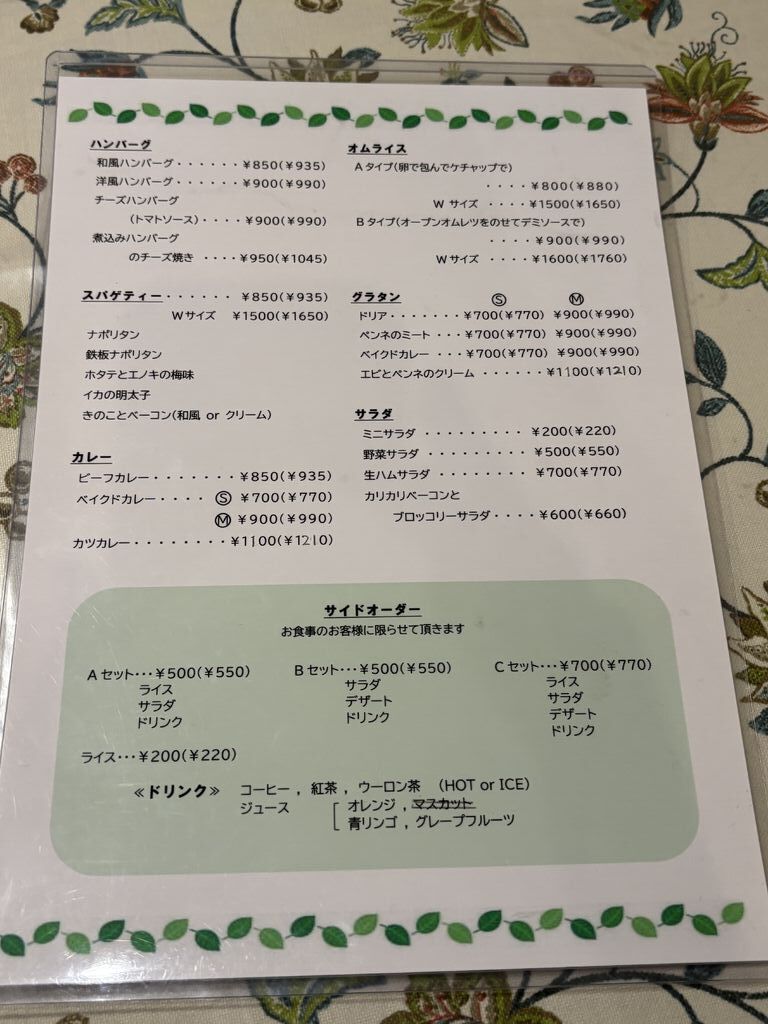 ハンバーグ
和風ハンバーグ・・・・・・¥850(¥935)
洋風ハンバーグ・・・・・・¥900(¥990)
チーズハンバーグ
(トマトソース)・・・・¥900(¥990)
煮込みハンバーグ
のチーズ焼き ・・・・¥950(¥1045)
スパゲティー・・・・・・ ¥850(¥935)
Wサイズ ¥1500(¥1650)
ナポリタン
鉄板ナポリタン
ホタテとエノキの梅味
イカの明太子
きのことベーコン(和風 or クリーム)
カレー
ビーフカレー・・・・・・・¥850(¥935)
ベイクドカレー・・・・ Ⓢ ¥700(¥770)
Ⓜ ¥900(¥990)
カツカレー・・・・・・・・¥1100(¥1210)
オムライス
Aタイプ(卵で包んでケチャップで)
・・・・¥800(¥880)
W サイズ ・・・・¥1500(¥1650)
Bタイプ(オープンオムレツをのせてデミソースで)
・・・・¥900(¥990)
Wサイズ ・・・・¥1600(¥1760)
グラタン Ⓢ Ⓜ
ドリア・・・・・・・¥700(¥770) ¥900(¥990)
ペンネのミート・・・¥700(¥770) ¥900(¥990)
ベイクドカレー ・・・¥700(¥770) ¥900(¥990)
エビとペンネのクリーム ・・・・・・¥1100(¥1210)
サラダ
ミニサラダ ・・・・・・・・・ ¥200(¥220)
野菜サラダ ・・・・・・・・・ ¥500(¥550)
生ハムサラダ ・・・・・・・・ ¥700(¥770)
カリカリベーコンと
ブロッコリーサラダ・・・・¥600(¥660)
サイドオーダー
お食事のお客様に限らせて頂きます
Aセット・・・¥500(¥550)
ライス
サラダ
ドリンク
Bセット・・・¥500(¥550)
サラダ
デザート
ドリンク
Cセット・・・¥700(¥770)
ライス
サラダ
デザート
ドリンク
ライス・・・¥200(¥220)
≪ドリンク≫ コーヒー , 紅茶 , ウーロン茶 (HOT or ICE)
ジュース [ オレンジ , マスカット
青リンゴ , グレープフルーツ